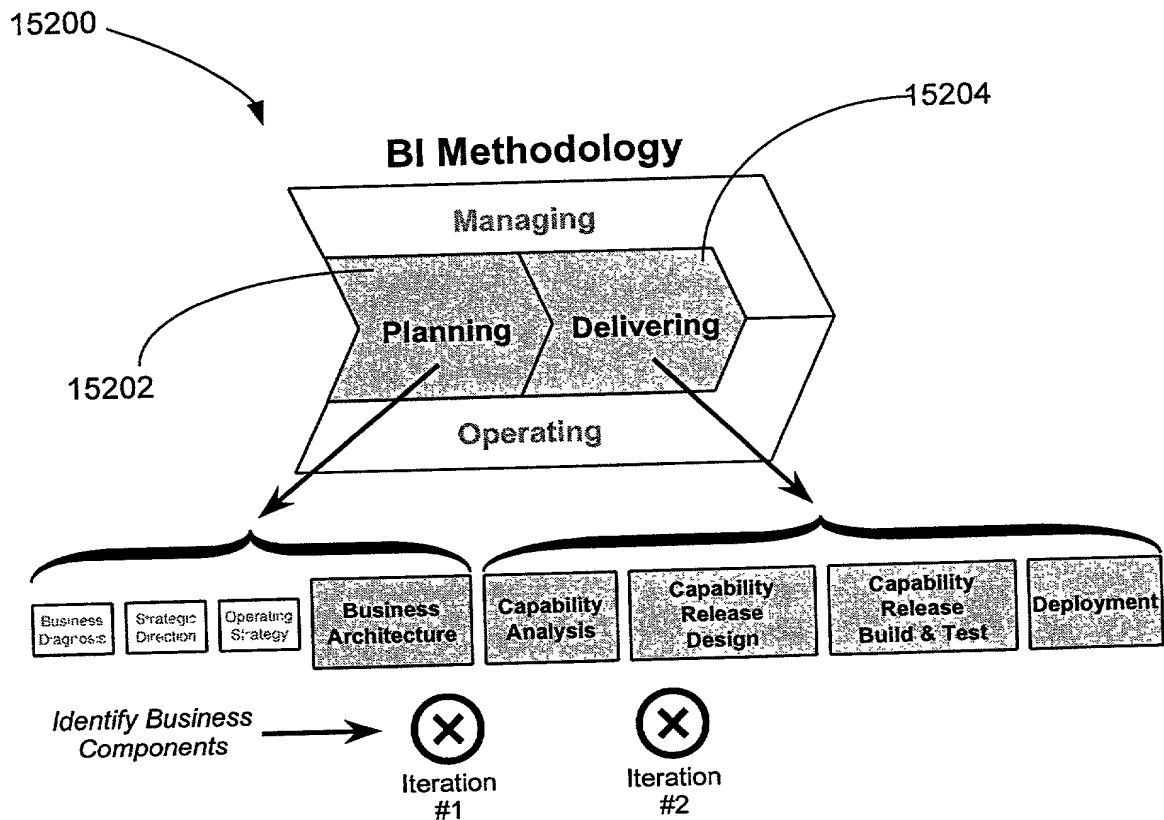 15200
15204
BI Methodology
Managing
Planning
Delivering
15202
Operating
Business
Diagnosis
Strategic
Direction
Operating
Strategy
Business
Architecture
Capability
Analysis
Capability
Release
Design
Capability
Release
Build & Test
Deployment
Identify Business
Components
Iteration
#1
Iteration
#2